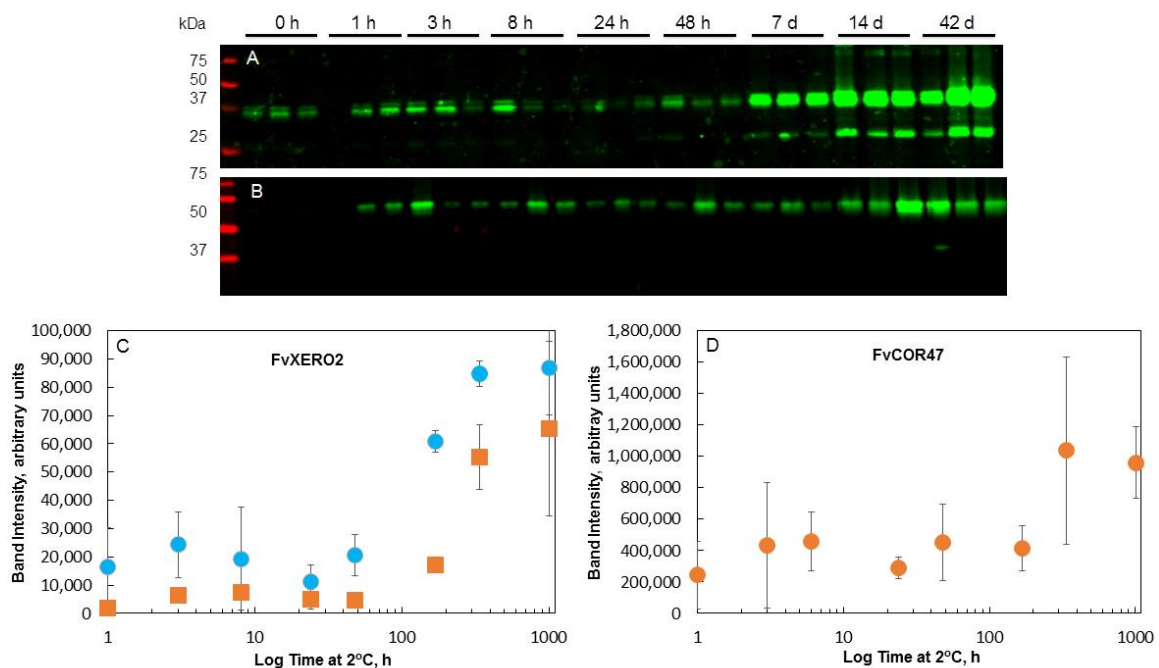 kDa 0 h 1 h 3 h 8 h 24 h 48 h 7 d 14 d 42 d
A
75
50
37
25
B
75
50
37
C
FvXERO2
100,000
90,000
80,000
70,000
60,000
50,000
40,000
30,000
20,000
10,000
0
Band Intensity, arbitrary units
1 10 100 1000
Log Time at 2°C, h
D
FvCOR47
1,800,000
1,600,000
1,400,000
1,200,000
1,000,000
800,000
600,000
400,000
200,000
0
Band Intensity, arbitray units
1 10 100 1000
Log Time at 2°C, h